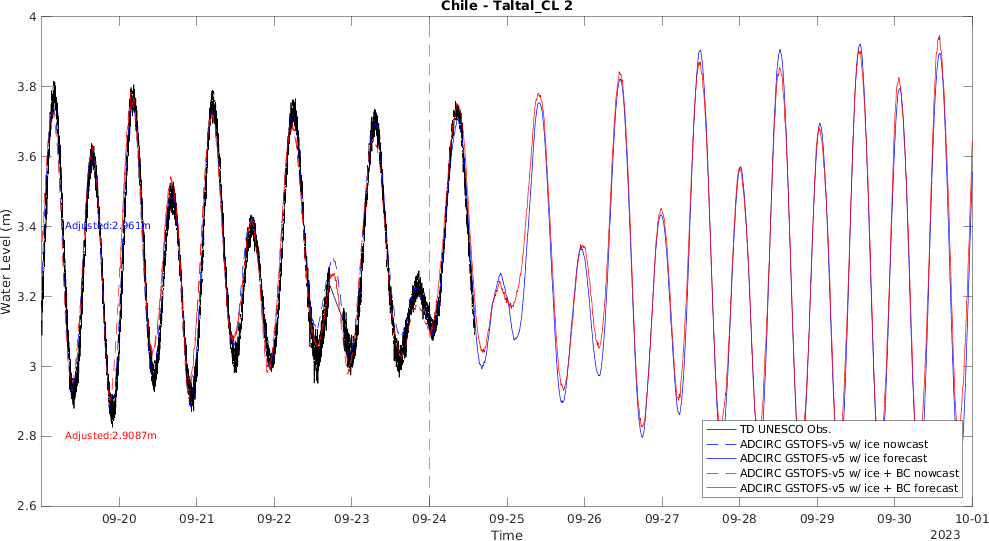 Chile - Taltal_CL 2
Water Level (m)
4
3.8
3.6
3.4
3.2
3
2.8
2.6
Adjusted:2.961m
Adjusted:2.9087m
TD UNESCO Obs.
ADCIRC GSTOFS-v5 w/ ice nowcast
ADCIRC GSTOFS-v5 w/ ice forecast
ADCIRC GSTOFS-v5 w/ ice + BC nowcast
ADCIRC GSTOFS-v5 w/ ice + BC forecast
09-20 09-21 09-22 09-23 09-24 09-25 09-26 09-27 09-28 09-29 09-30 10-01
Time
2023